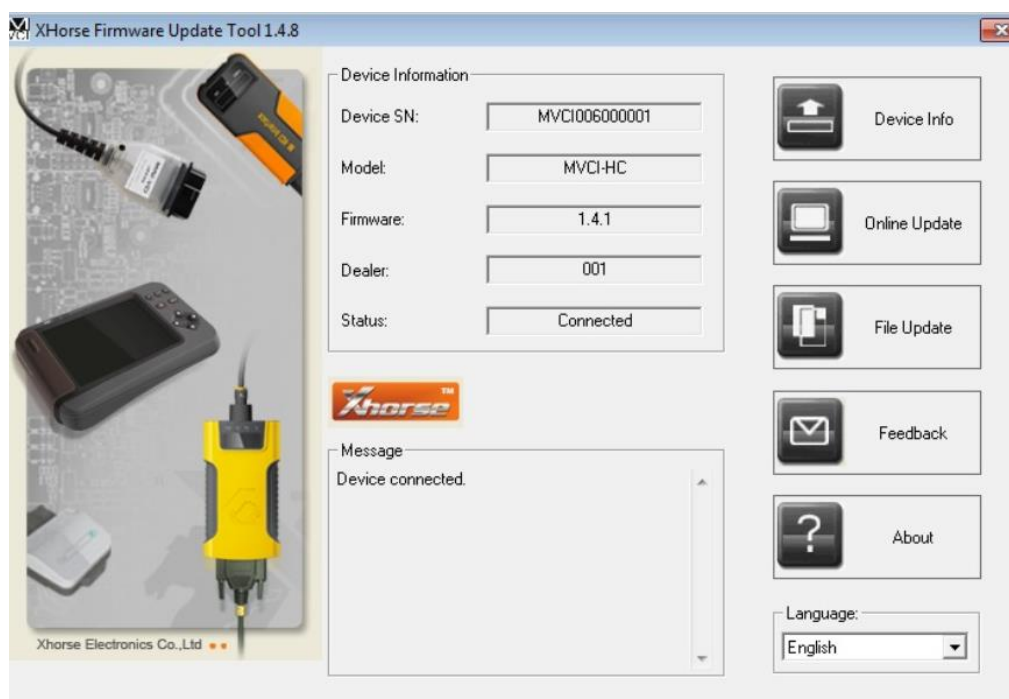 XHorse Firmware Update Tool 1.4.8
Device Information
Device SN:
MVCI006000001
Model:
MVCI-HC
Firmware:
1.4.1
Dealer:
001
Status:
Connected
Xhorse TM
Message
Device connected.
Device Info
Online Update
File Update
Feedback
About
Language:
English
Xhorse Electronics Co.,Ltd